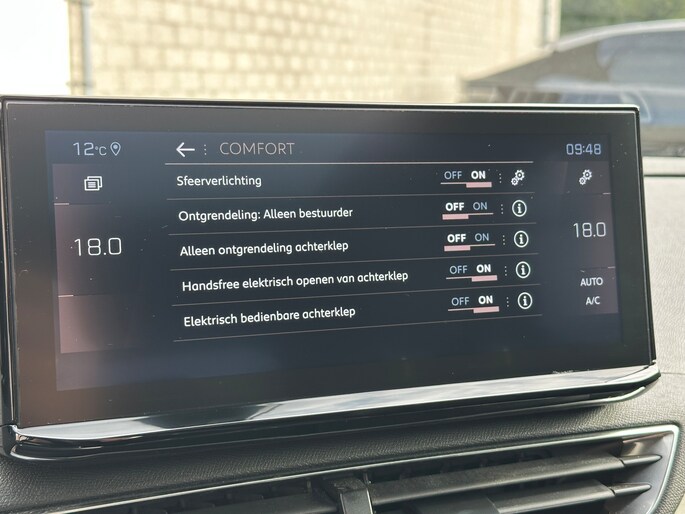 12°C
COMFORT
09:48
Sfeerverlichting OFF ON
Ontgrendeling: Alleen bestuurder OFF ON
18.0
18.0
Alleen ontgrendeling achterklep OFF ON
Handsfree elektrisch openen van achterklep OFF ON
AUTO
A/C
Elektrisch bedienbare achterklep OFF ON